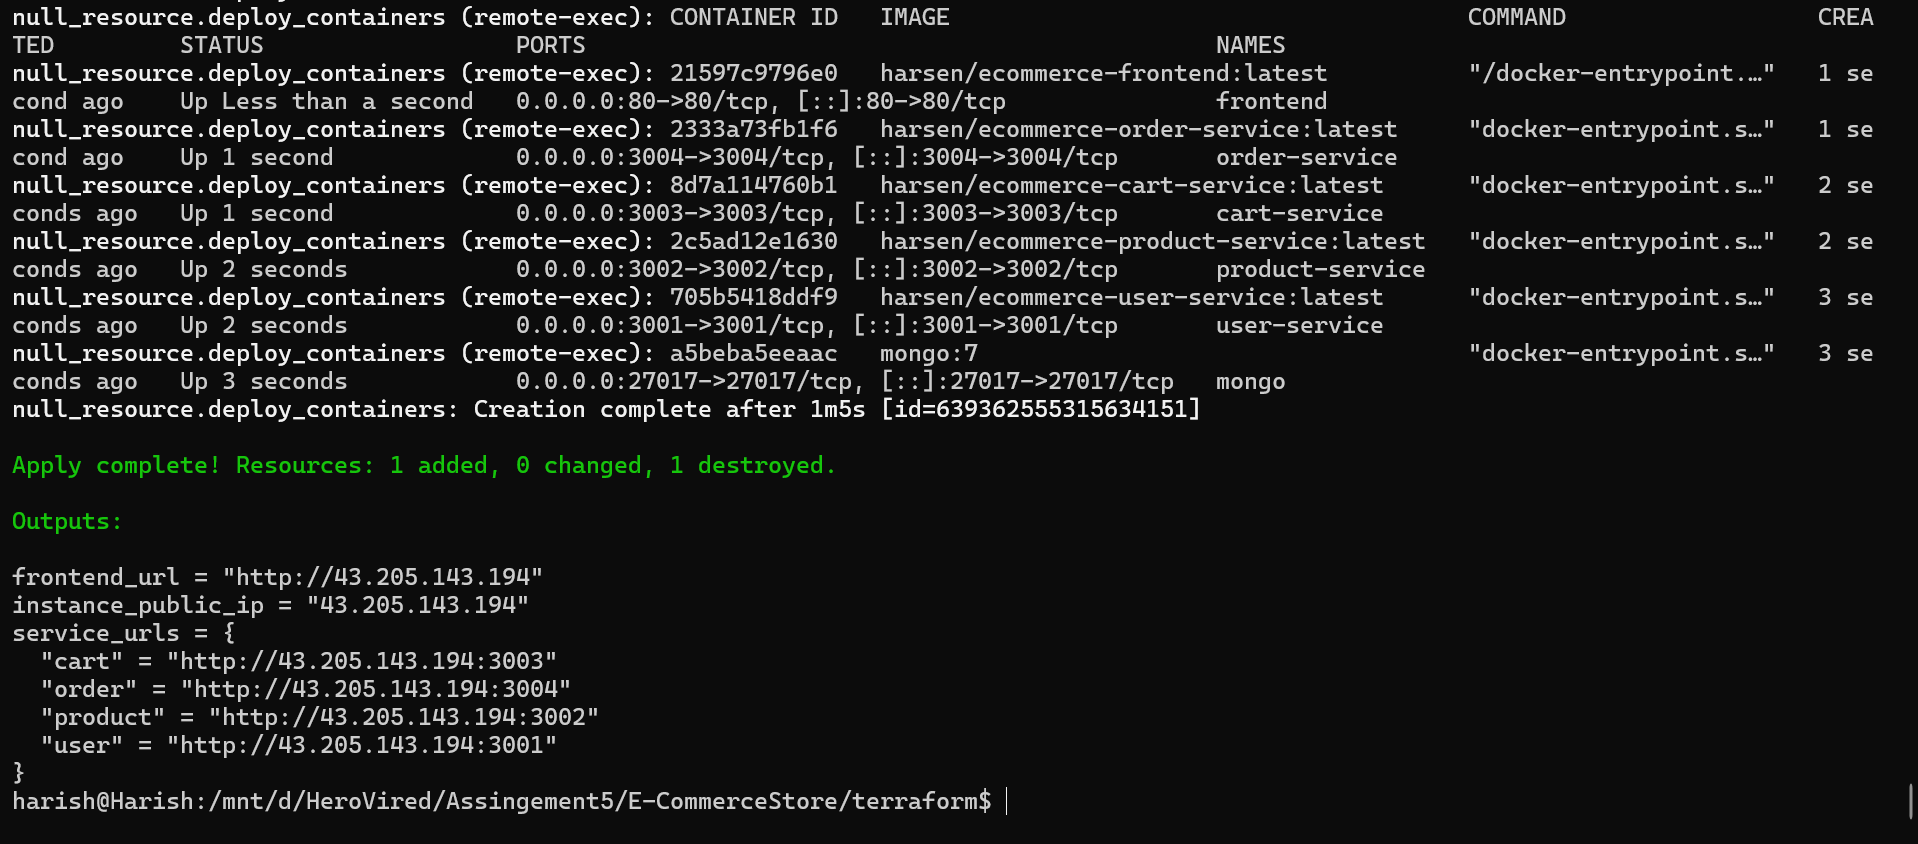 null_resource.deploy_containers (remote-exec): CONTAINER ID   IMAGE                                     COMMAND                  CREA
TED         STATUS                  PORTS                                             NAMES
null_resource.deploy_containers (remote-exec): 21597c9796e0   harsen/ecommerce-frontend:latest          "/docker-entrypoint.…"   1 se
cond ago    Up Less than a second   0.0.0.0:80->80/tcp, [::]:80->80/tcp               frontend
null_resource.deploy_containers (remote-exec): 2333a73fb1f6   harsen/ecommerce-order-service:latest     "docker-entrypoint.s…"   1 se
cond ago    Up 1 second             0.0.0.0:3004->3004/tcp, [::]:3004->3004/tcp       order-service
null_resource.deploy_containers (remote-exec): 8d7a114760b1   harsen/ecommerce-cart-service:latest      "docker-entrypoint.s…"   2 se
conds ago   Up 1 second             0.0.0.0:3003->3003/tcp, [::]:3003->3003/tcp       cart-service
null_resource.deploy_containers (remote-exec): 2c5ad12e1630   harsen/ecommerce-product-service:latest   "docker-entrypoint.s…"   2 se
conds ago   Up 2 seconds            0.0.0.0:3002->3002/tcp, [::]:3002->3002/tcp       product-service
null_resource.deploy_containers (remote-exec): 705b5418ddf9   harsen/ecommerce-user-service:latest      "docker-entrypoint.s…"   3 se
conds ago   Up 2 seconds            0.0.0.0:3001->3001/tcp, [::]:3001->3001/tcp       user-service
null_resource.deploy_containers (remote-exec): a5beba5eeaac   mongo:7                                   "docker-entrypoint.s…"   3 se
conds ago   Up 3 seconds            0.0.0.0:27017->27017/tcp, [::]:27017->27017/tcp   mongo
null_resource.deploy_containers: Creation complete after 1m5s [id=639362555315634151]

Apply complete! Resources: 1 added, 0 changed, 1 destroyed.

Outputs:

frontend_url = "http://43.205.143.194"
instance_public_ip = "43.205.143.194"
service_urls = {
  "cart" = "http://43.205.143.194:3003"
  "order" = "http://43.205.143.194:3004"
  "product" = "http://43.205.143.194:3002"
  "user" = "http://43.205.143.194:3001"
}
harish@Harish:/mnt/d/HeroVired/Assingement5/E-CommerceStore/terraform$